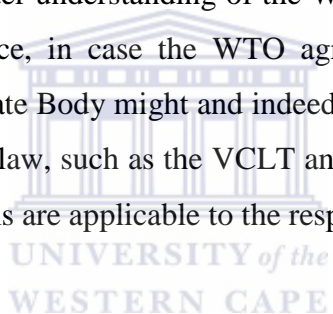 er understanding of the W
ce, in case the WTO ag
ate Body might and indeed
law, such as the VCLT an
s are applicable to the resp
UNIVERSITY of the
WESTERN CAPE